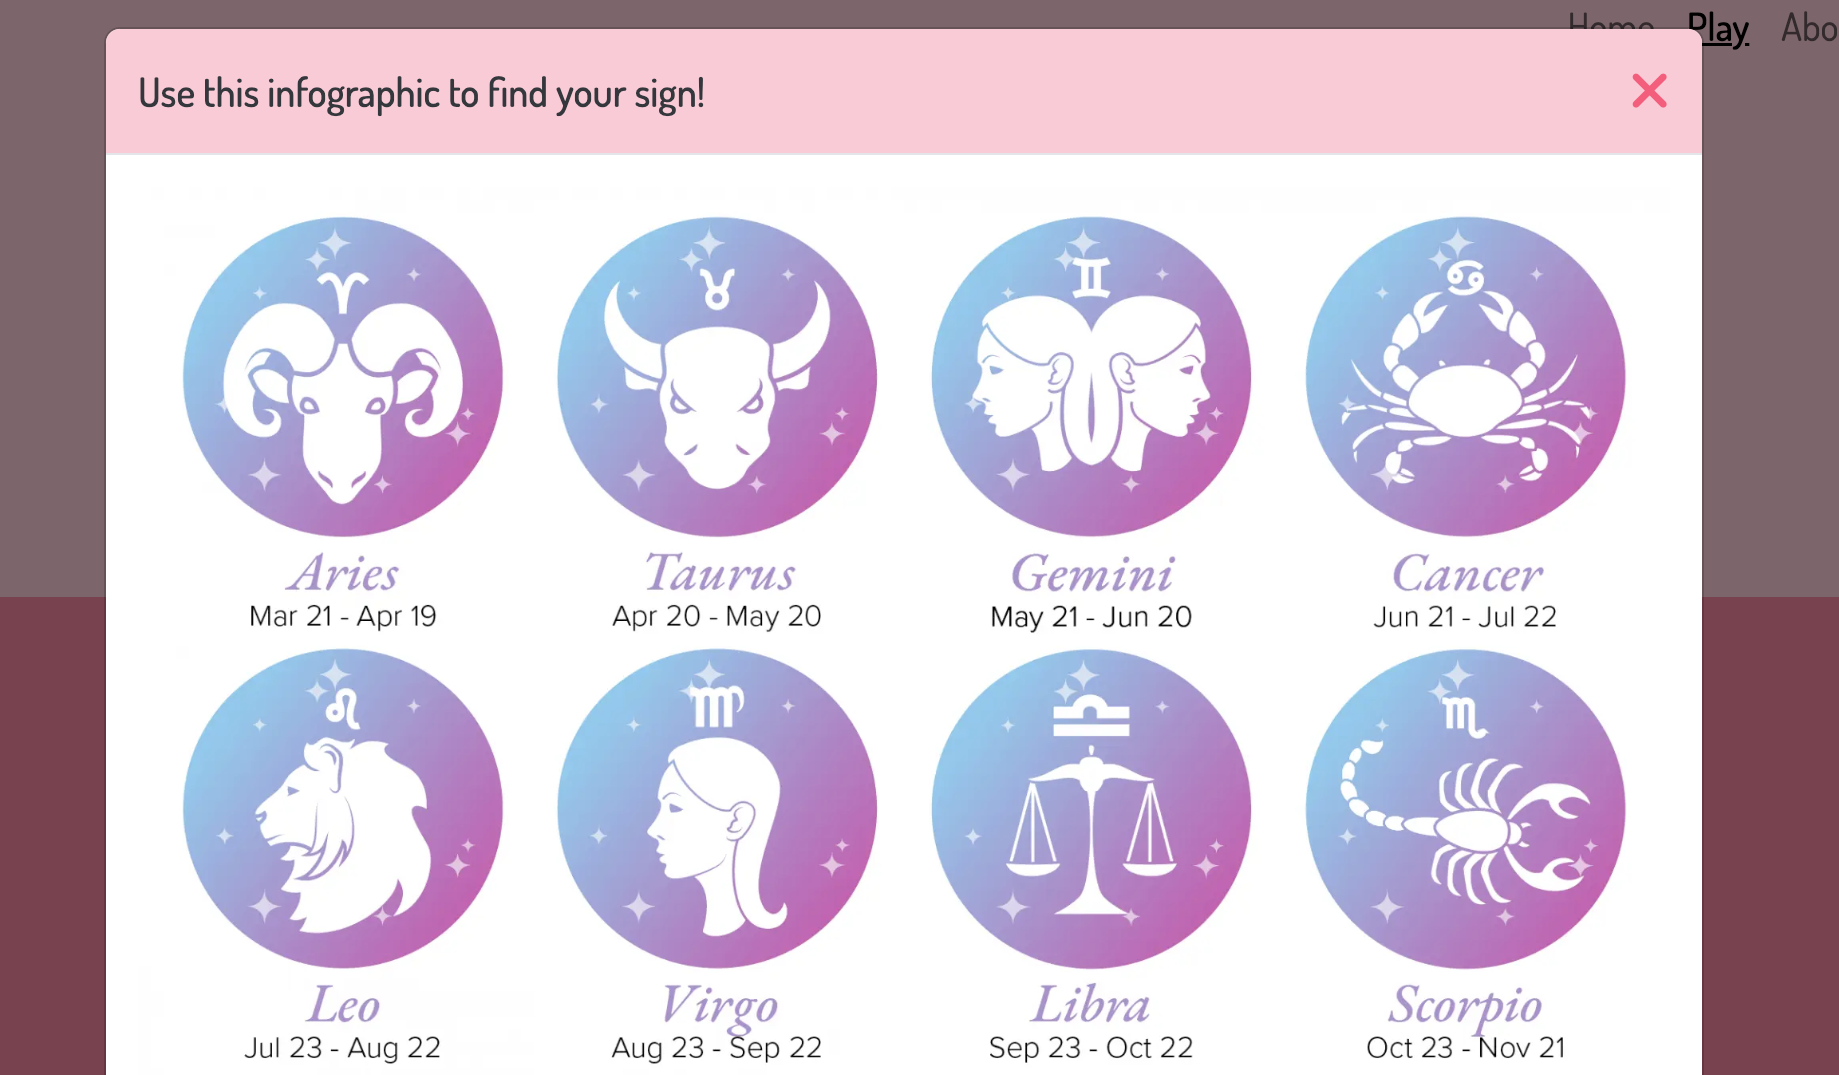 Home Play Abo
Use this infographic to find your sign!
Aries Taurus Gemini Cancer
Mar 21 - Apr 19 Apr 20 - May 20 May 21 - Jun 20 Jun 21 - Jul 22
Leo Virgo Libra Scorpio
Jul 23 - Aug 22 Aug 23 - Sep 22 Sep 23 - Oct 22 Oct 23 - Nov 21